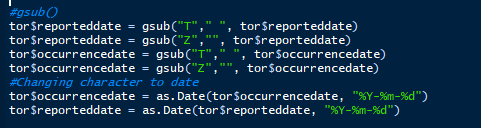 #gsub()
tor$reporteddate = gsub("T"," ", tor$reporteddate)
tor$reporteddate = gsub("Z","", tor$reporteddate)
tor$occurrencedate = gsub("T"," ", tor$occurrencedate)
tor$occurrencedate = gsub("Z","", tor$occurrencedate)
#Changing character to date
tor$occurrencedate = as.Date(tor$occurrencedate, "%Y-%m-%d")
tor$reporteddate = as.Date(tor$reporteddate, "%Y-%m-%d")